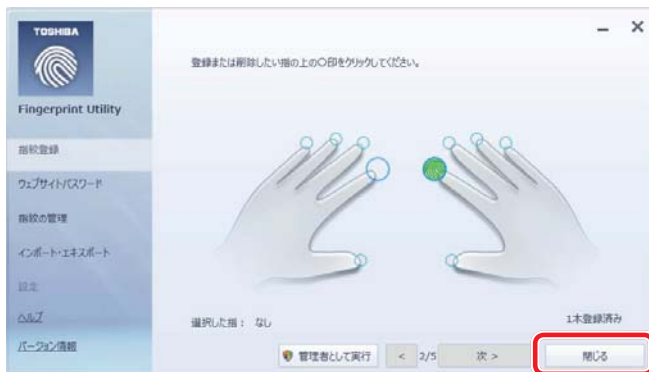 TOSHIBA
Fingerprint Utility
指紋登録
ウェブサイトパスワード
指紋の管理
インポート・エキスポート
設定
ヘルプ
バージョン情報
登録または削除したい指の上の○印をクリックしてください。
選択した指： なし
1本登録済み
管理者として実行
<
2/5
次 >
閉じる